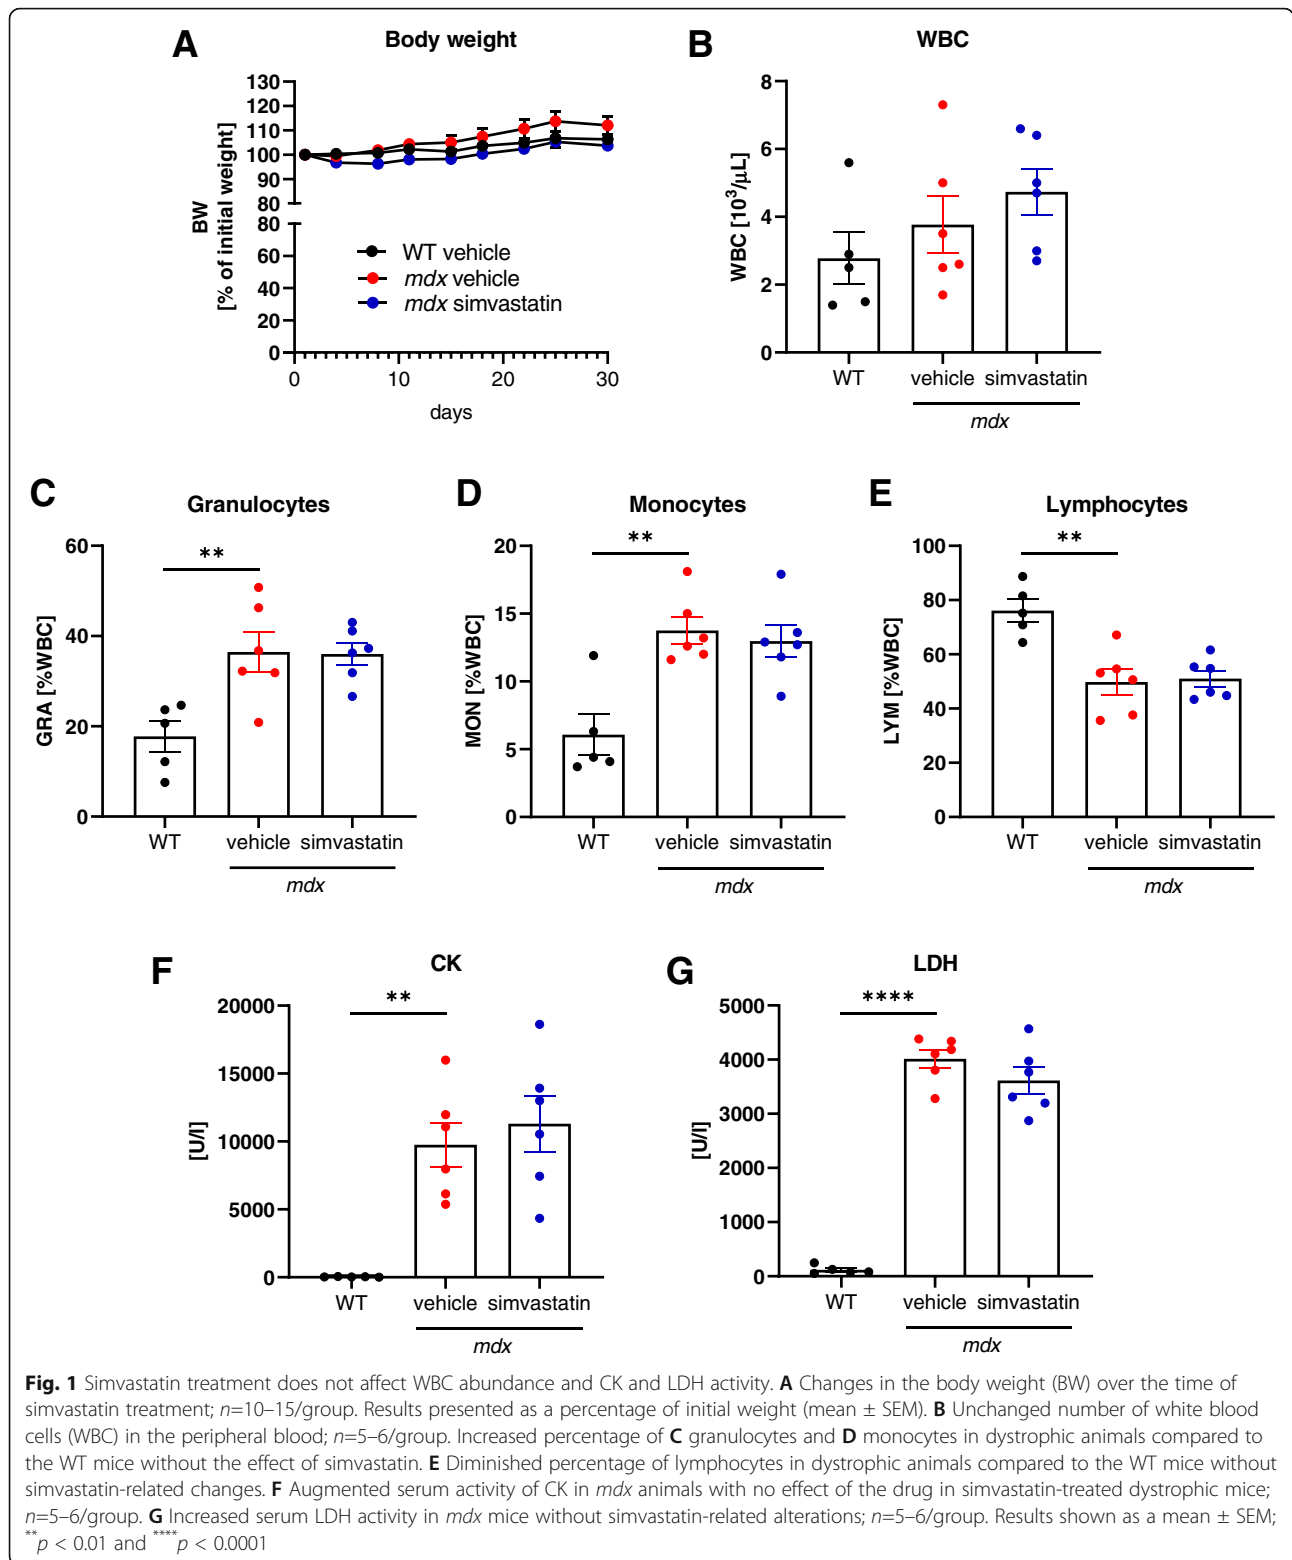 A Body weight
130
120
110
100
90
80
80
60
40
20
0
BW
[% of initial weight]
WT vehicle
mdx vehicle
mdx simvastatin
0 10 20 30
days
B WBC
8
6
4
2
0
WBC [10³/μL]
WT vehicle simvastatin
mdx
C Granulocytes
**
60
40
20
0
GRA [%WBC]
WT vehicle simvastatin
mdx
D Monocytes
**
20
15
10
5
0
MON [%WBC]
WT vehicle simvastatin
mdx
E Lymphocytes
**
100
80
60
40
20
0
LYM [%WBC]
WT vehicle simvastatin
mdx
F CK
**
20000
15000
10000
5000
0
[U/l]
WT vehicle simvastatin
mdx
G LDH
****
5000
4000
3000
2000
1000
0
[U/l]
WT vehicle simvastatin
mdx
Fig. 1 Simvastatin treatment does not affect WBC abundance and CK and LDH activity. A Changes in the body weight (BW) over the time of
simvastatin treatment; n=10–15/group. Results presented as a percentage of initial weight (mean ± SEM). B Unchanged number of white blood
cells (WBC) in the peripheral blood; n=5–6/group. Increased percentage of C granulocytes and D monocytes in dystrophic animals compared to
the WT mice without the effect of simvastatin. E Diminished percentage of lymphocytes in dystrophic animals compared to the WT mice without
simvastatin-related changes. F Augmented serum activity of CK in mdx animals with no effect of the drug in simvastatin-treated dystrophic mice;
n=5–6/group. G Increased serum LDH activity in mdx mice without simvastatin-related alterations; n=5–6/group. Results shown as a mean ± SEM;
**p < 0.01 and ****p < 0.0001